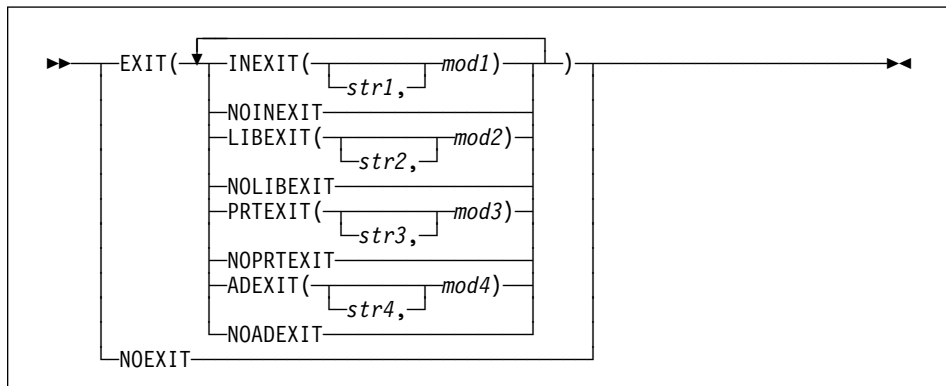 EXIT( INEXIT( mod1) )
str1,
NOINEXIT
LIBEXIT( mod2)
str2,
NOLIBEXIT
PRTEXIT( mod3)
str3,
NOPRTEXIT
ADEXIT( mod4)
str4,
NOADEXIT
NOEXIT